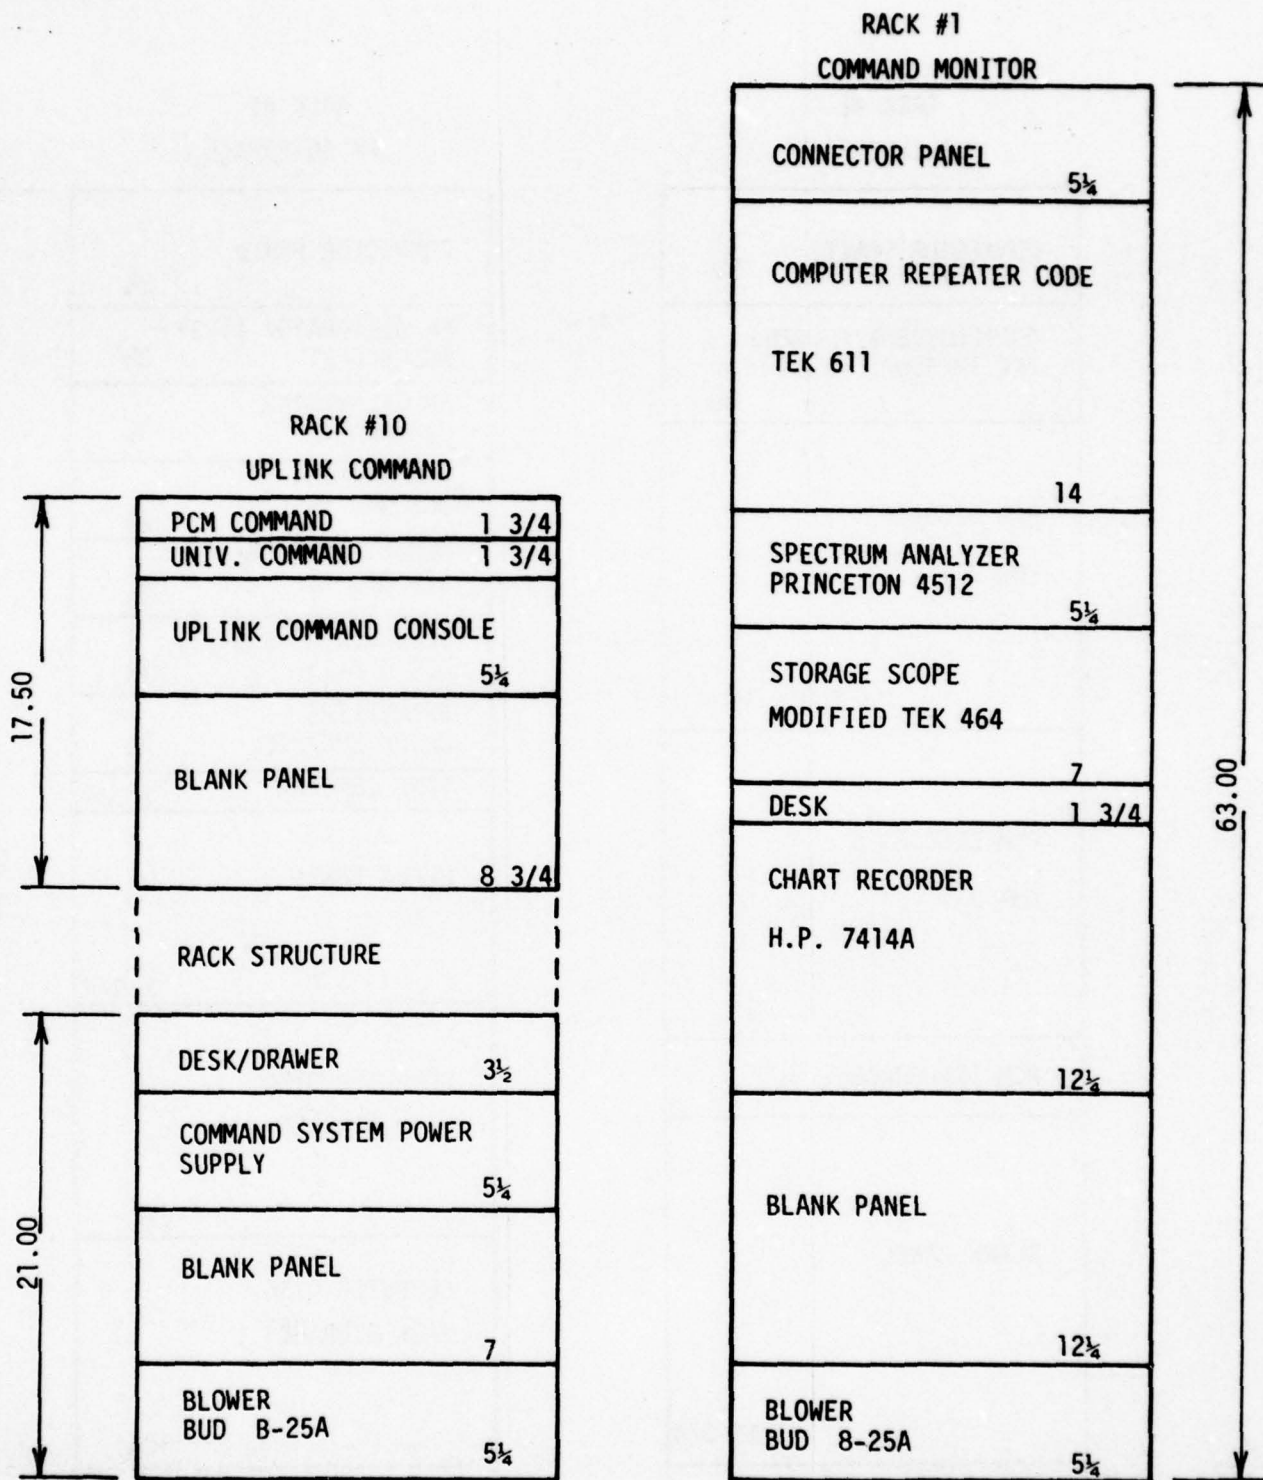 RACK #10
UPLINK COMMAND
PCM COMMAND 1 3/4
UNIV. COMMAND 1 3/4
UPLINK COMMAND CONSOLE
5¼
BLANK PANEL
8 3/4
17.50
RACK STRUCTURE
DESK/DRAWER 3½
COMMAND SYSTEM POWER
SUPPLY
5¼
BLANK PANEL
7
BLOWER
BUD B-25A
5¼
21.00
RACK #1
COMMAND MONITOR
CONNECTOR PANEL
5¼
COMPUTER REPEATER CODE
TEK 611
14
SPECTRUM ANALYZER
PRINCETON 4512
5¼
STORAGE SCOPE
MODIFIED TEK 464
7
DESK 1 3/4
CHART RECORDER
H.P. 7414A
12¼
BLANK PANEL
12¼
BLOWER
BUD 8-25A
5¼
63.00